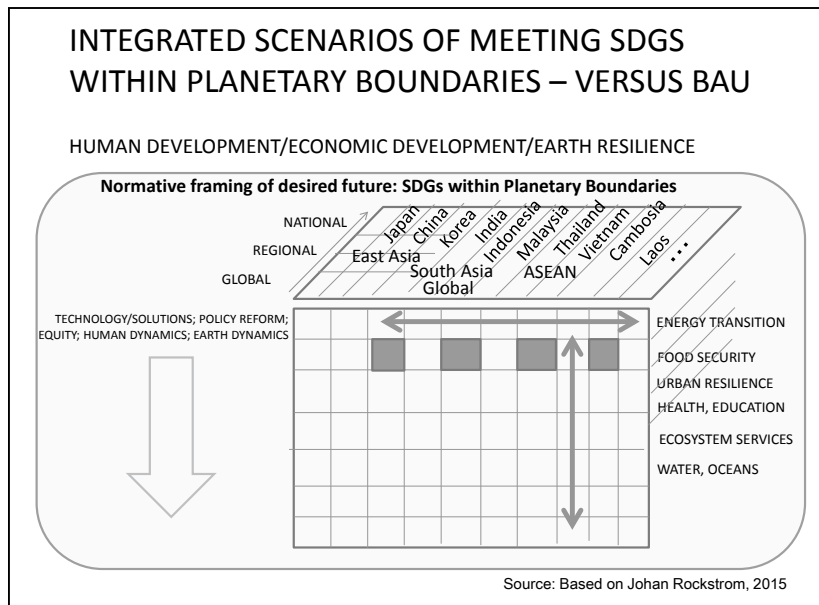 INTEGRATED SCENARIOS OF MEETING SDGS
WITHIN PLANETARY BOUNDARIES – VERSUS BAU
HUMAN DEVELOPMENT/ECONOMIC DEVELOPMENT/EARTH RESILIENCE
Normative framing of desired future: SDGs within Planetary Boundaries
NATIONAL
REGIONAL
GLOBAL
Japan
China
Korea
India
Indonesia
Malaysia
Thailand
Vietnam
Cambosia
Laos
...
East Asia
South Asia
ASEAN
Global
TECHNOLOGY/SOLUTIONS; POLICY REFORM;
EQUITY; HUMAN DYNAMICS; EARTH DYNAMICS
ENERGY TRANSITION
FOOD SECURITY
URBAN RESILIENCE
HEALTH, EDUCATION
ECOSYSTEM SERVICES
WATER, OCEANS
Source: Based on Johan Rockstrom, 2015